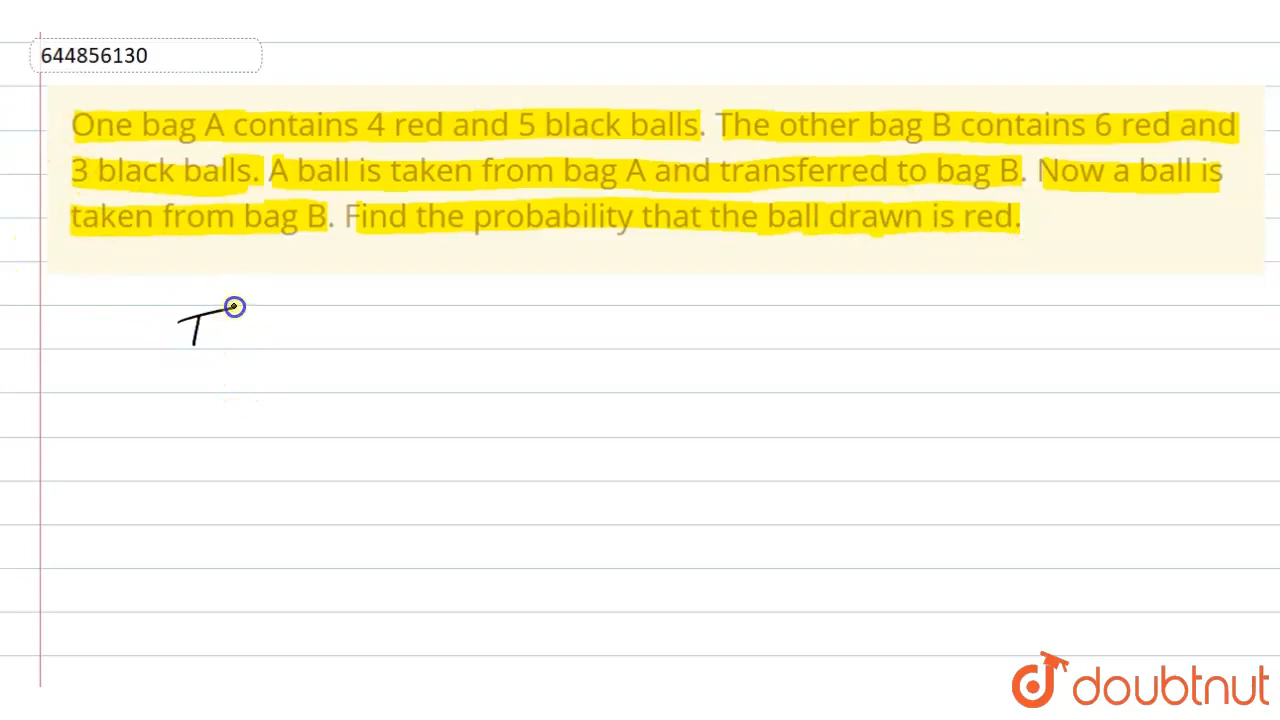 644856130
One bag A contains 4 red and 5 black balls. The other bag B contains 6 red and
3 black balls. A ball is taken from bag A and transferred to bag B. Now a ball is
taken from bag B. Find the probability that the ball drawn is red.
T
doubtnut